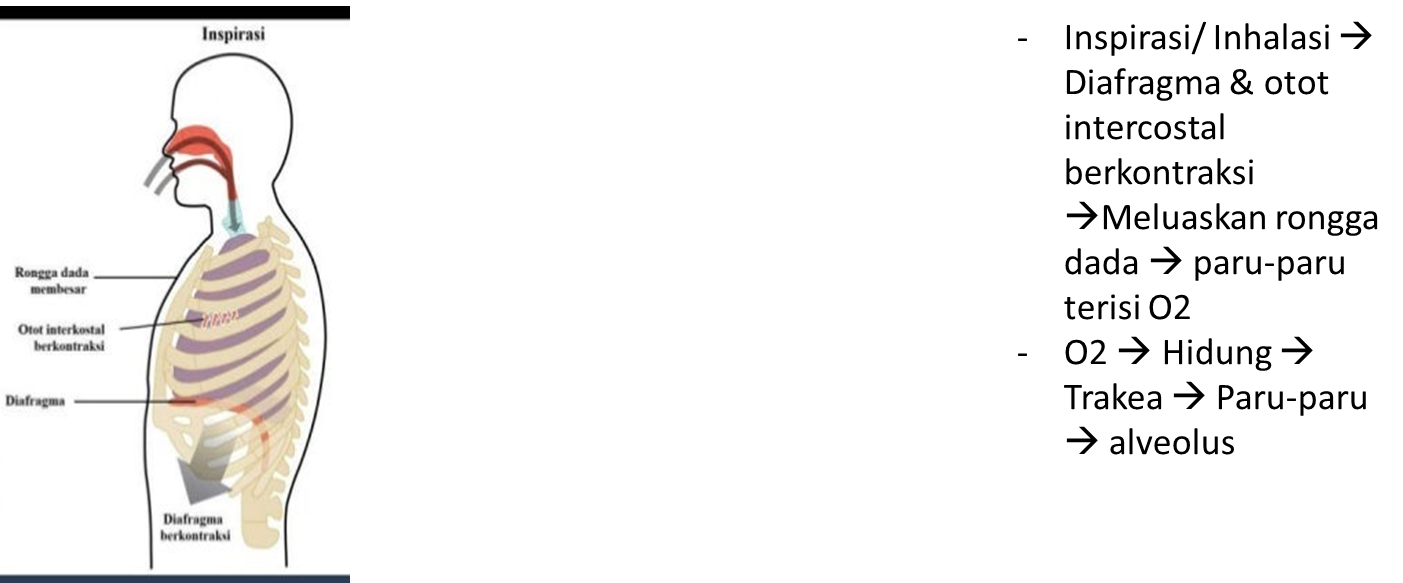 Inspirasi
Rongga dada
membesar
Otot interkostal
berkontraksi
Diafragma
Diafragma
berkontraksi
- Inspirasi/ Inhalasi →
Diafragma & otot
intercostal
berkontraksi
→Meluaskan rongga
dada → paru-paru
terisi O2
- O2 → Hidung →
Trakea → Paru-paru
→ alveolus